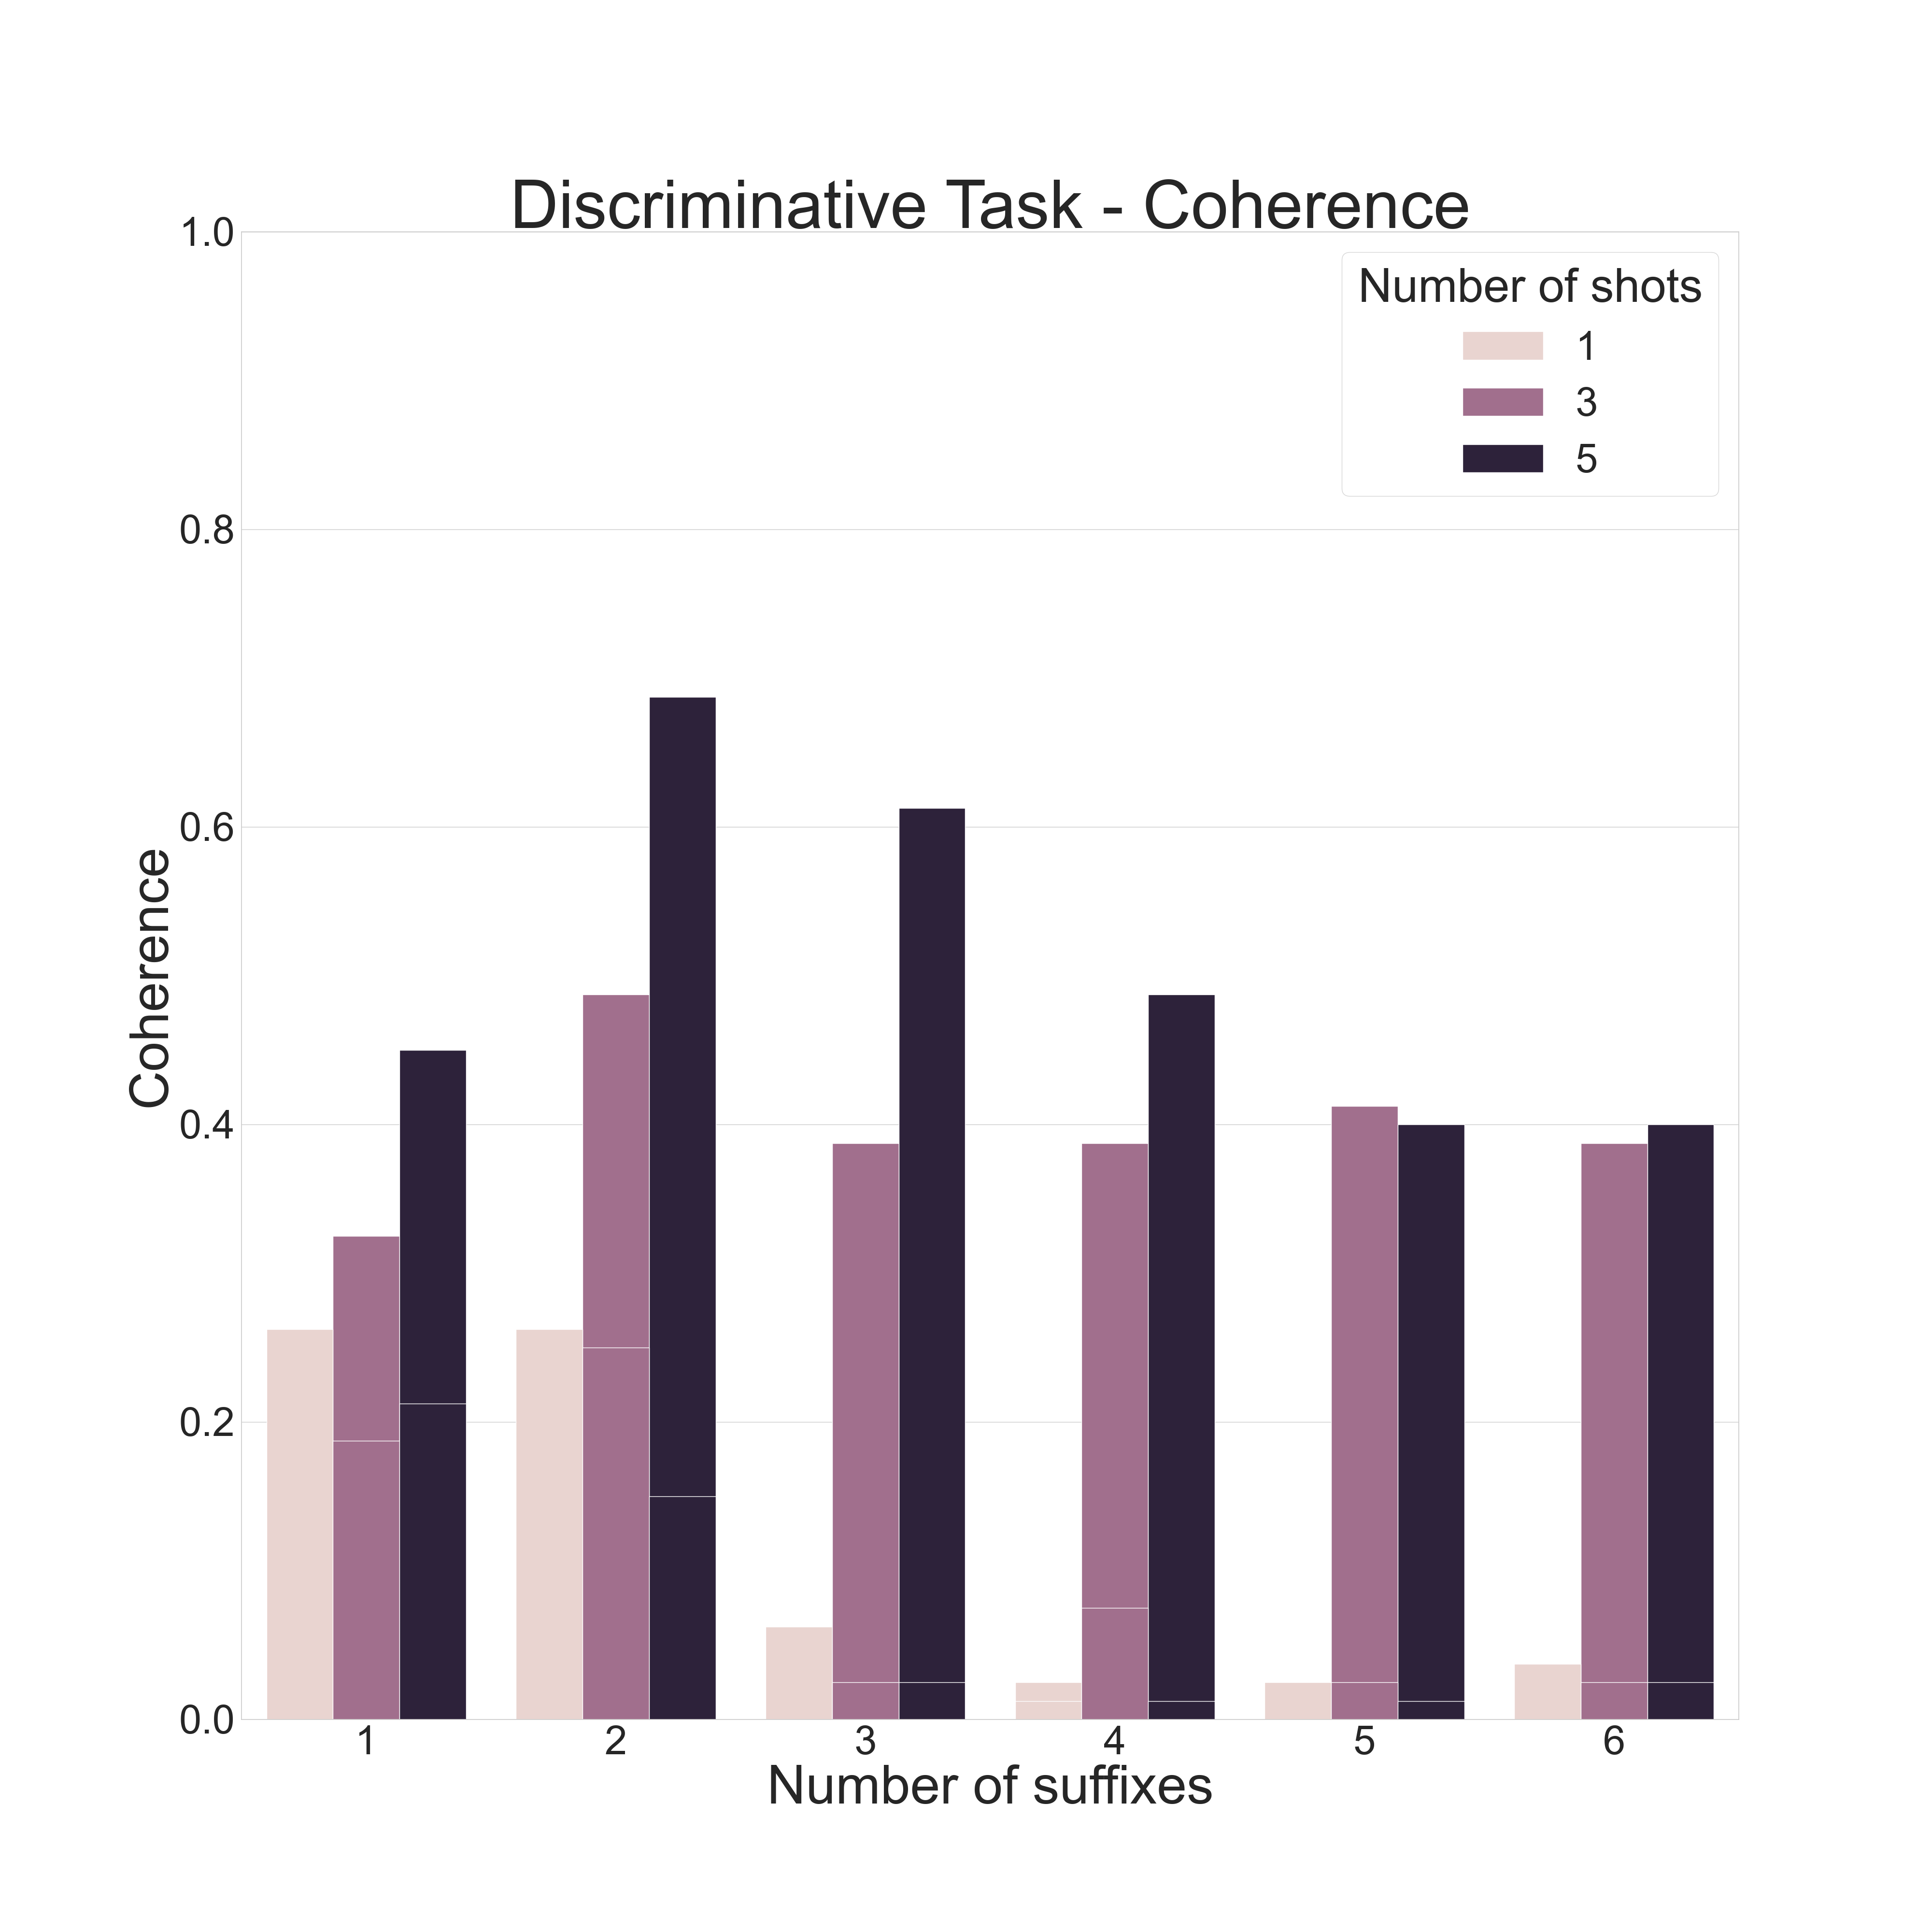 Discriminative Task - Coherence
1.0
0.8
0.6
0.4
0.2
0.0
Coherence
Number of shots
1
3
5
1 2 3 4 5 6
Number of suffixes